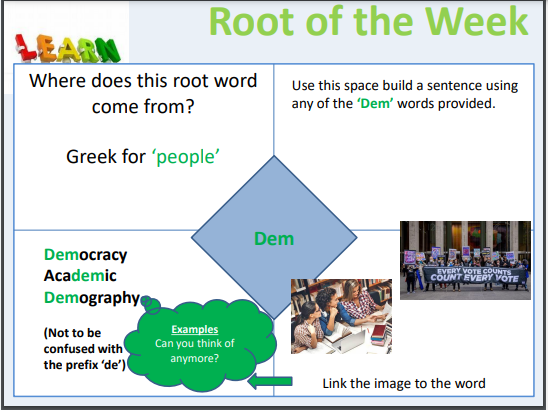 Root of the Week
LEARN
Where does this root word
come from?
Greek for ‘people’
Use this space build a sentence using
any of the ‘Dem’ words provided.
Dem
Democracy
Academic
Demography
(Not to be
confused with
the prefix ‘de’)
Examples
Can you think of
anymore?
EVERY VOTE COUNTS
COUNT EVERY VOTE
Link the image to the word